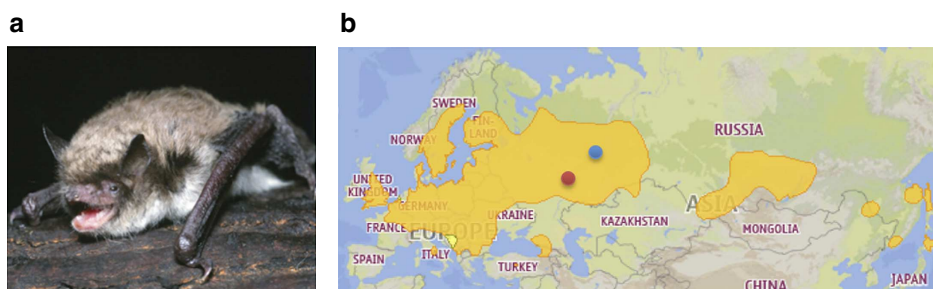 a
b
SWEDEN
FIN-
LAND
NORWAY
RUSSIA
UNITED
KINGDOM
GERMANY
ASIA
UKRAINE
KAZAKHSTAN
FRANCE
EUROPE
MONGOLIA
SPAIN
ITALY
TURKEY
CHINA
JAPAN